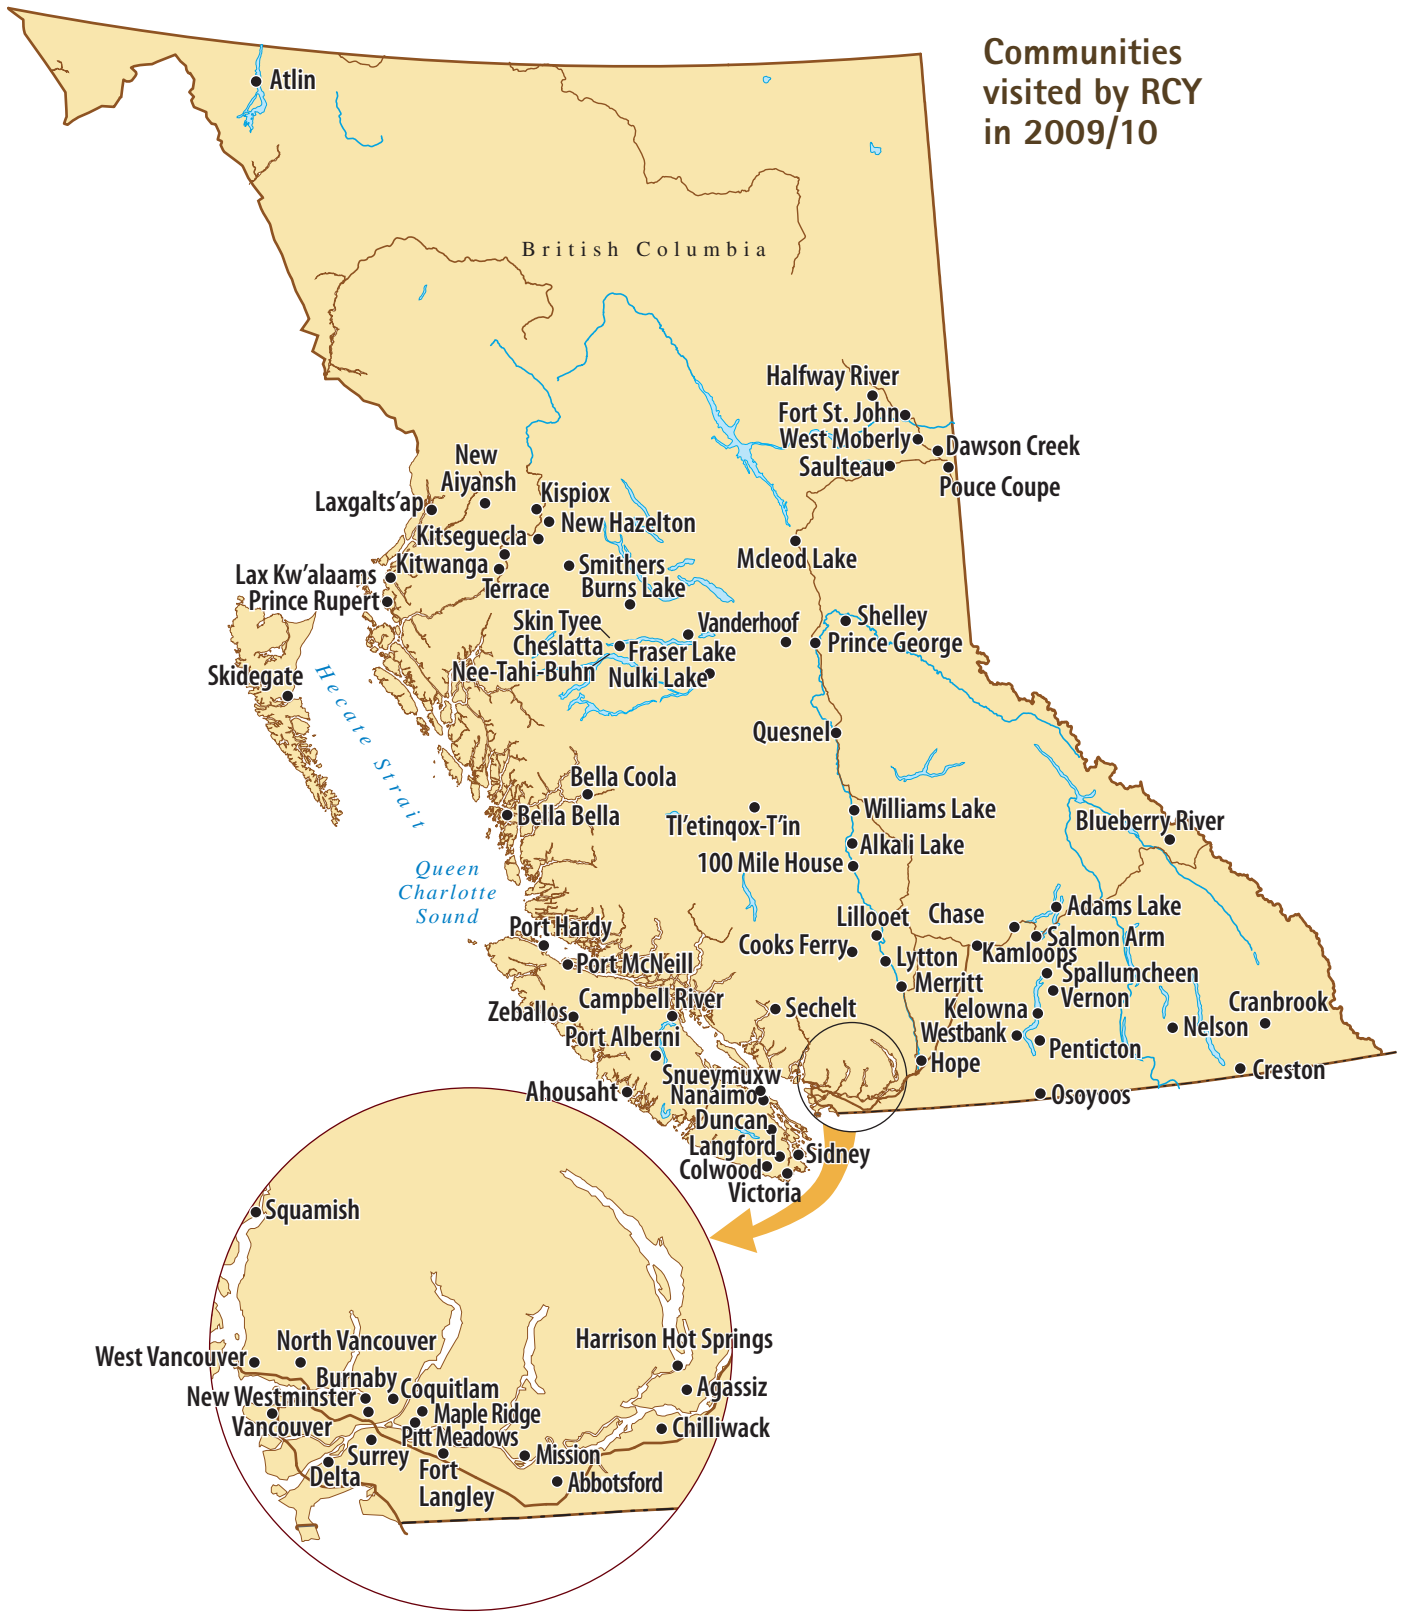 Communities
visited by RCY
in 2009/10
Atlin
British Columbia
Halfway River
Fort St. John
West Moberly
Dawson Creek
Saulteau
Pouce Coupe
New
Aiyansh
Laxgalts'ap
Kispiox
New Hazelton
Kitseguecla
Kitwanga
Terrace
Smithers
Burns Lake
Mcleod Lake
Lax Kw'alaams
Prince Rupert
Skin Tyee
Cheslatta
Nee-Tahi-Buhn
Fraser Lake
Nulki Lake
Vanderhoof
Shelley
Prince George
Skidegate
Hecate Strait
Quesnel
Bella Coola
Bella Bella
Tl'etinqox-T'in
Williams Lake
Alkali Lake
100 Mile House
Blueberry River
Queen
Charlotte
Sound
Port Hardy
Port McNeill
Lillooet
Chase
Adams Lake
Salmon Arm
Kamloops
Cooks Ferry
Lytton
Merritt
Spallumcheen
Vernon
Zeballos
Campbell River
Sechelt
Kelowna
Westbank
Penticton
Cranbrook
Nelson
Port Alberni
Hope
Creston
Osoyoos
Ahousaht
Snueymuxw
Nanaimo
Duncan
Langford
Colwood
Sidney
Victoria
Squamish
North Vancouver
West Vancouver
Harrison Hot Springs
Burnaby
Coquitlam
Agassiz
New Westminster
Maple Ridge
Vancouver
Pitt Meadows
Chilliwack
Surrey
Mission
Delta
Fort
Langley
Abbotsford